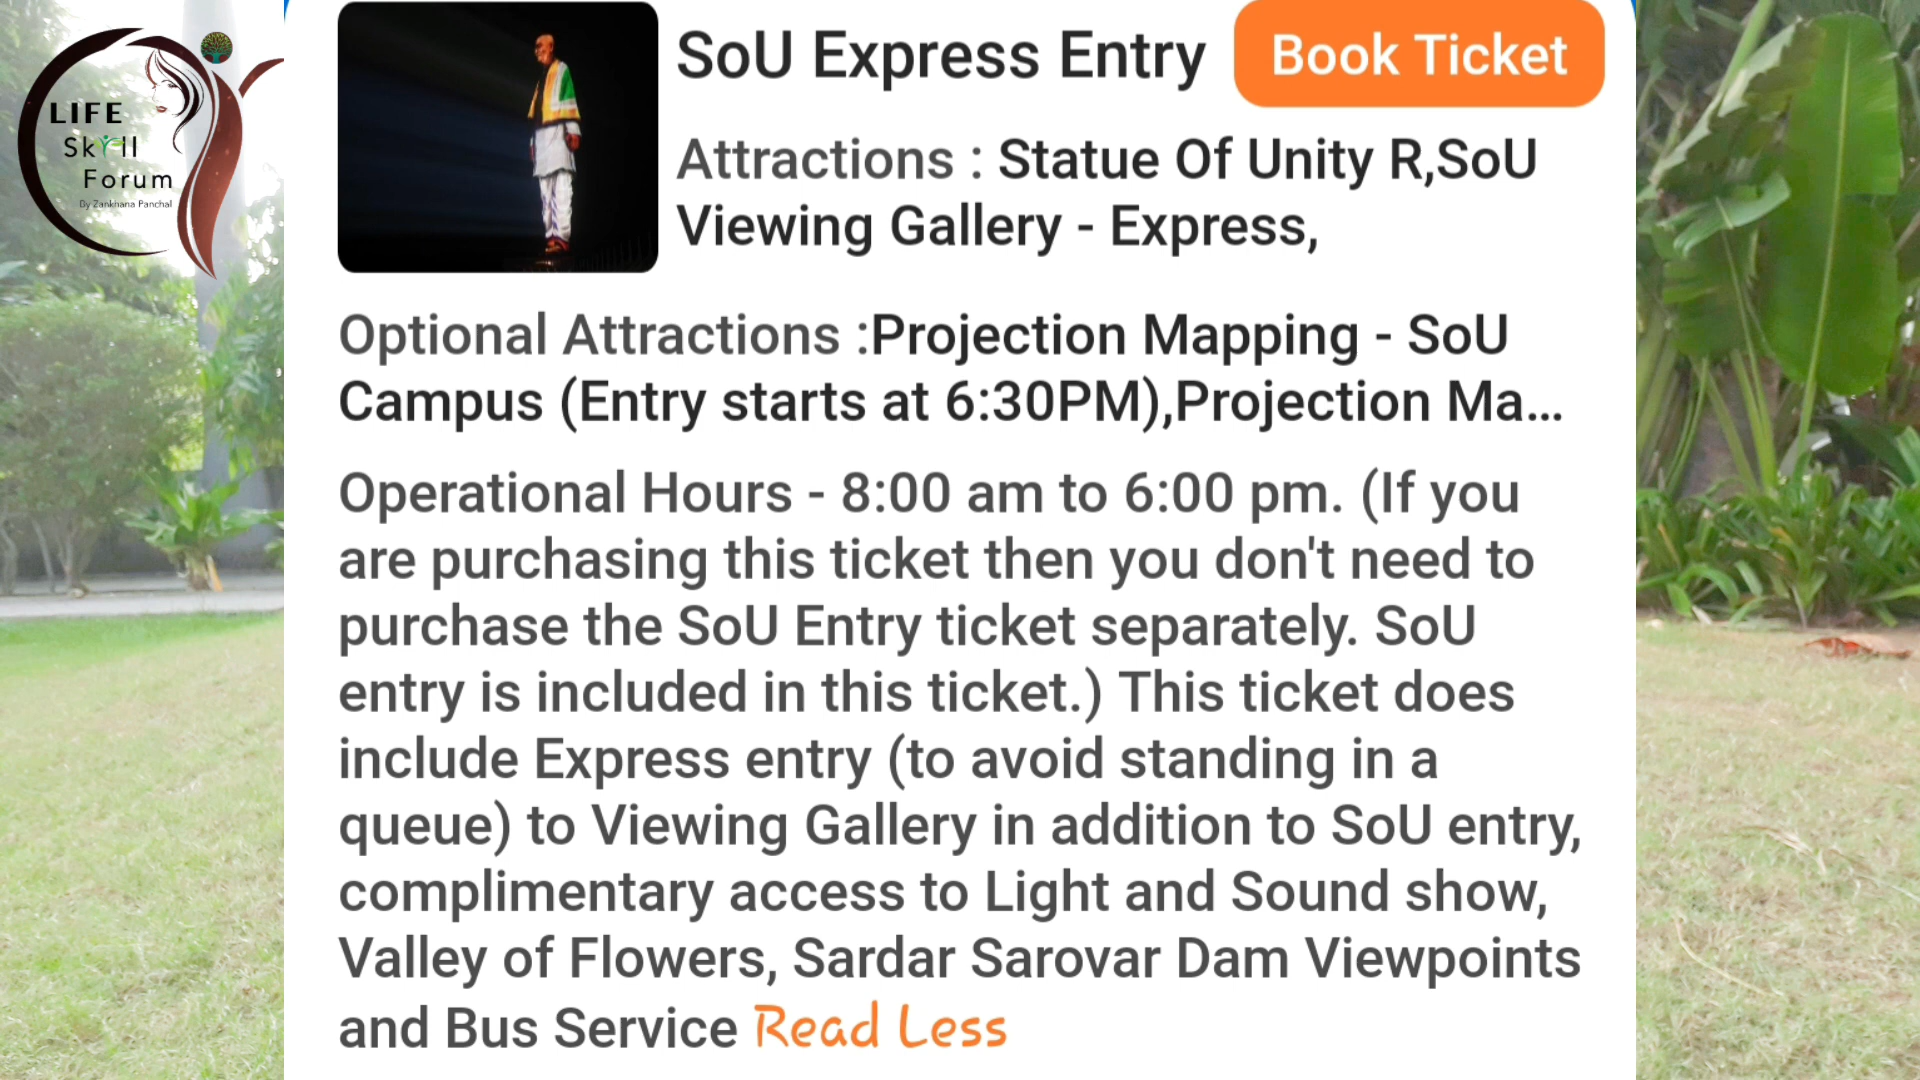 LIFE
Skill
Forum
By Zankhana Panchal
SoU Express Entry
Book Ticket
Attractions : Statue Of Unity R,SoU
Viewing Gallery - Express,
Optional Attractions :Projection Mapping - SoU
Campus (Entry starts at 6:30PM),Projection Ma...
Operational Hours - 8:00 am to 6:00 pm. (If you
are purchasing this ticket then you don't need to
purchase the SoU Entry ticket separately. SoU
entry is included in this ticket.) This ticket does
include Express entry (to avoid standing in a
queue) to Viewing Gallery in addition to SoU entry,
complimentary access to Light and Sound show,
Valley of Flowers, Sardar Sarovar Dam Viewpoints
and Bus Service Read Less